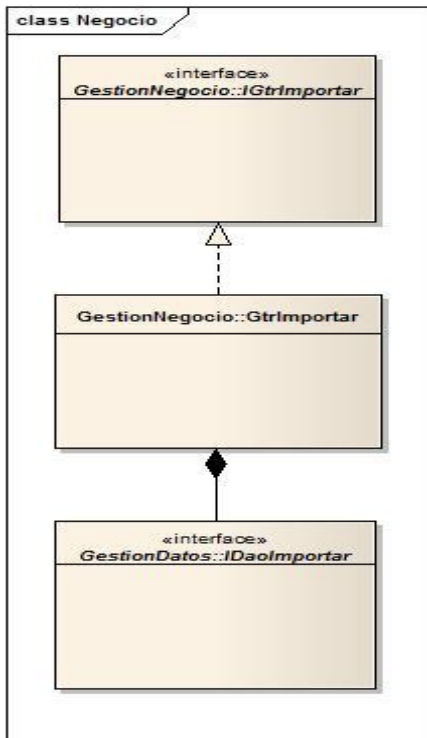 class Negocio
«interface»
GestionNegocio::IGtrImportar
GestionNegocio::GtrImportar
«interface»
GestionDatos::IDaoImportar